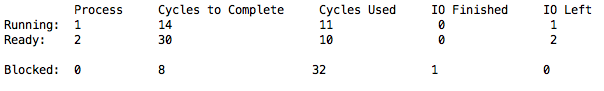 Process Cycles to Complete Cycles Used IO Finished IO Left
Running: 1 14 11 0 1
Ready: 2 30 10 0 2
Blocked: 0 8 32 1 0